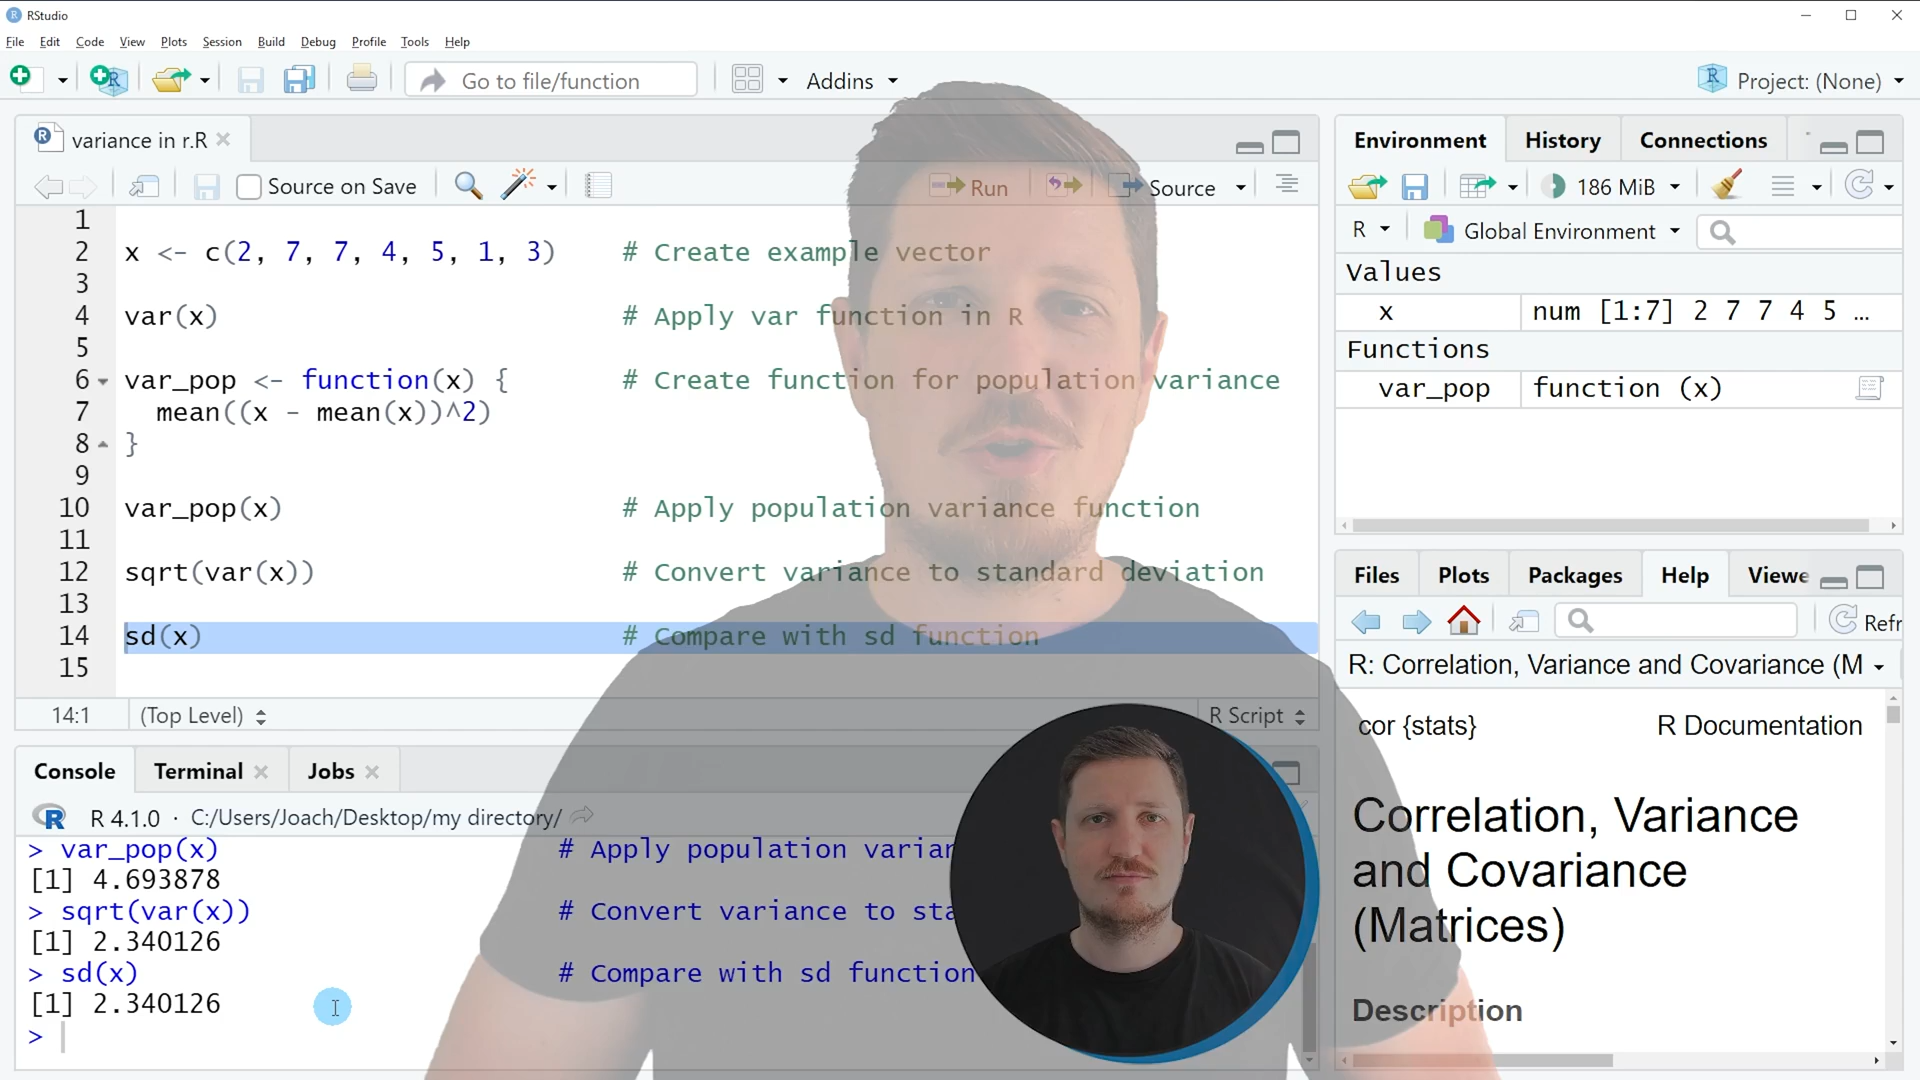 RStudio
File Edit Code View Plots Session Build Debug Profile Tools Help
Go to file/function Addins Project: (None)
variance in r.R
Source on Save Run Source
1
2 x <- c(2, 7, 7, 4, 5, 1, 3) # Create example vector
3
4 var(x) # Apply var function in R
5
6 var_pop <- function(x) { # Create function for population variance
7 mean((x - mean(x))^2)
8 }
9
10 var_pop(x) # Apply population variance function
11
12 sqrt(var(x)) # Convert variance to standard deviation
13
14 sd(x) # Compare with sd function
15
14:1 (Top Level) R Script
Console Terminal Jobs
R 4.1.0 · C:/Users/Joach/Desktop/my directory/
> var_pop(x) # Apply population varian
[1] 4.693878
> sqrt(var(x)) # Convert variance to sta
[1] 2.340126
> sd(x) # Compare with sd function
[1] 2.340126
>
Environment History Connections
186 MiB
R Global Environment
Values
x num [1:7] 2 7 7 4 5 ...
Functions
var_pop function (x)
Files Plots Packages Help Viewe
Refr
R: Correlation, Variance and Covariance (M
cor {stats} R Documentation
Correlation, Variance
and Covariance
(Matrices)
Description